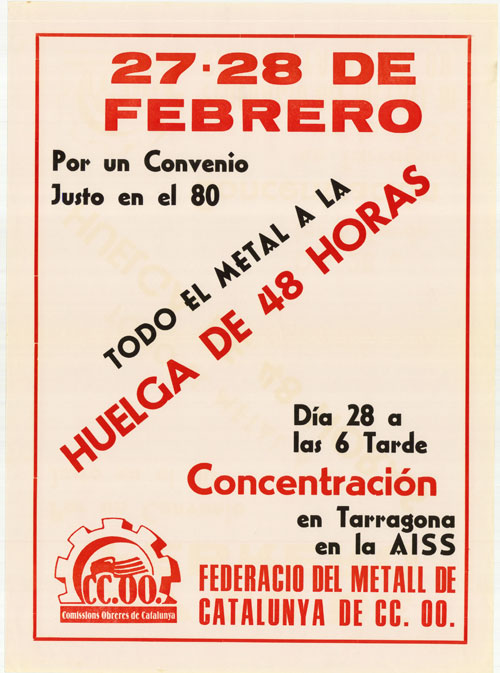 27·28 DE
FEBRERO
Por un Convenio
Justo en el 80
TODO EL METAL A LA
HUELGA DE 48 HORAS
Día 28 a
las 6 Tarde
Concentración
en Tarragona
en la AISS
CC.OO.
Comissions Obreres de Catalunya
FEDERACIO DEL METALL DE
CATALUNYA DE CC. OO.